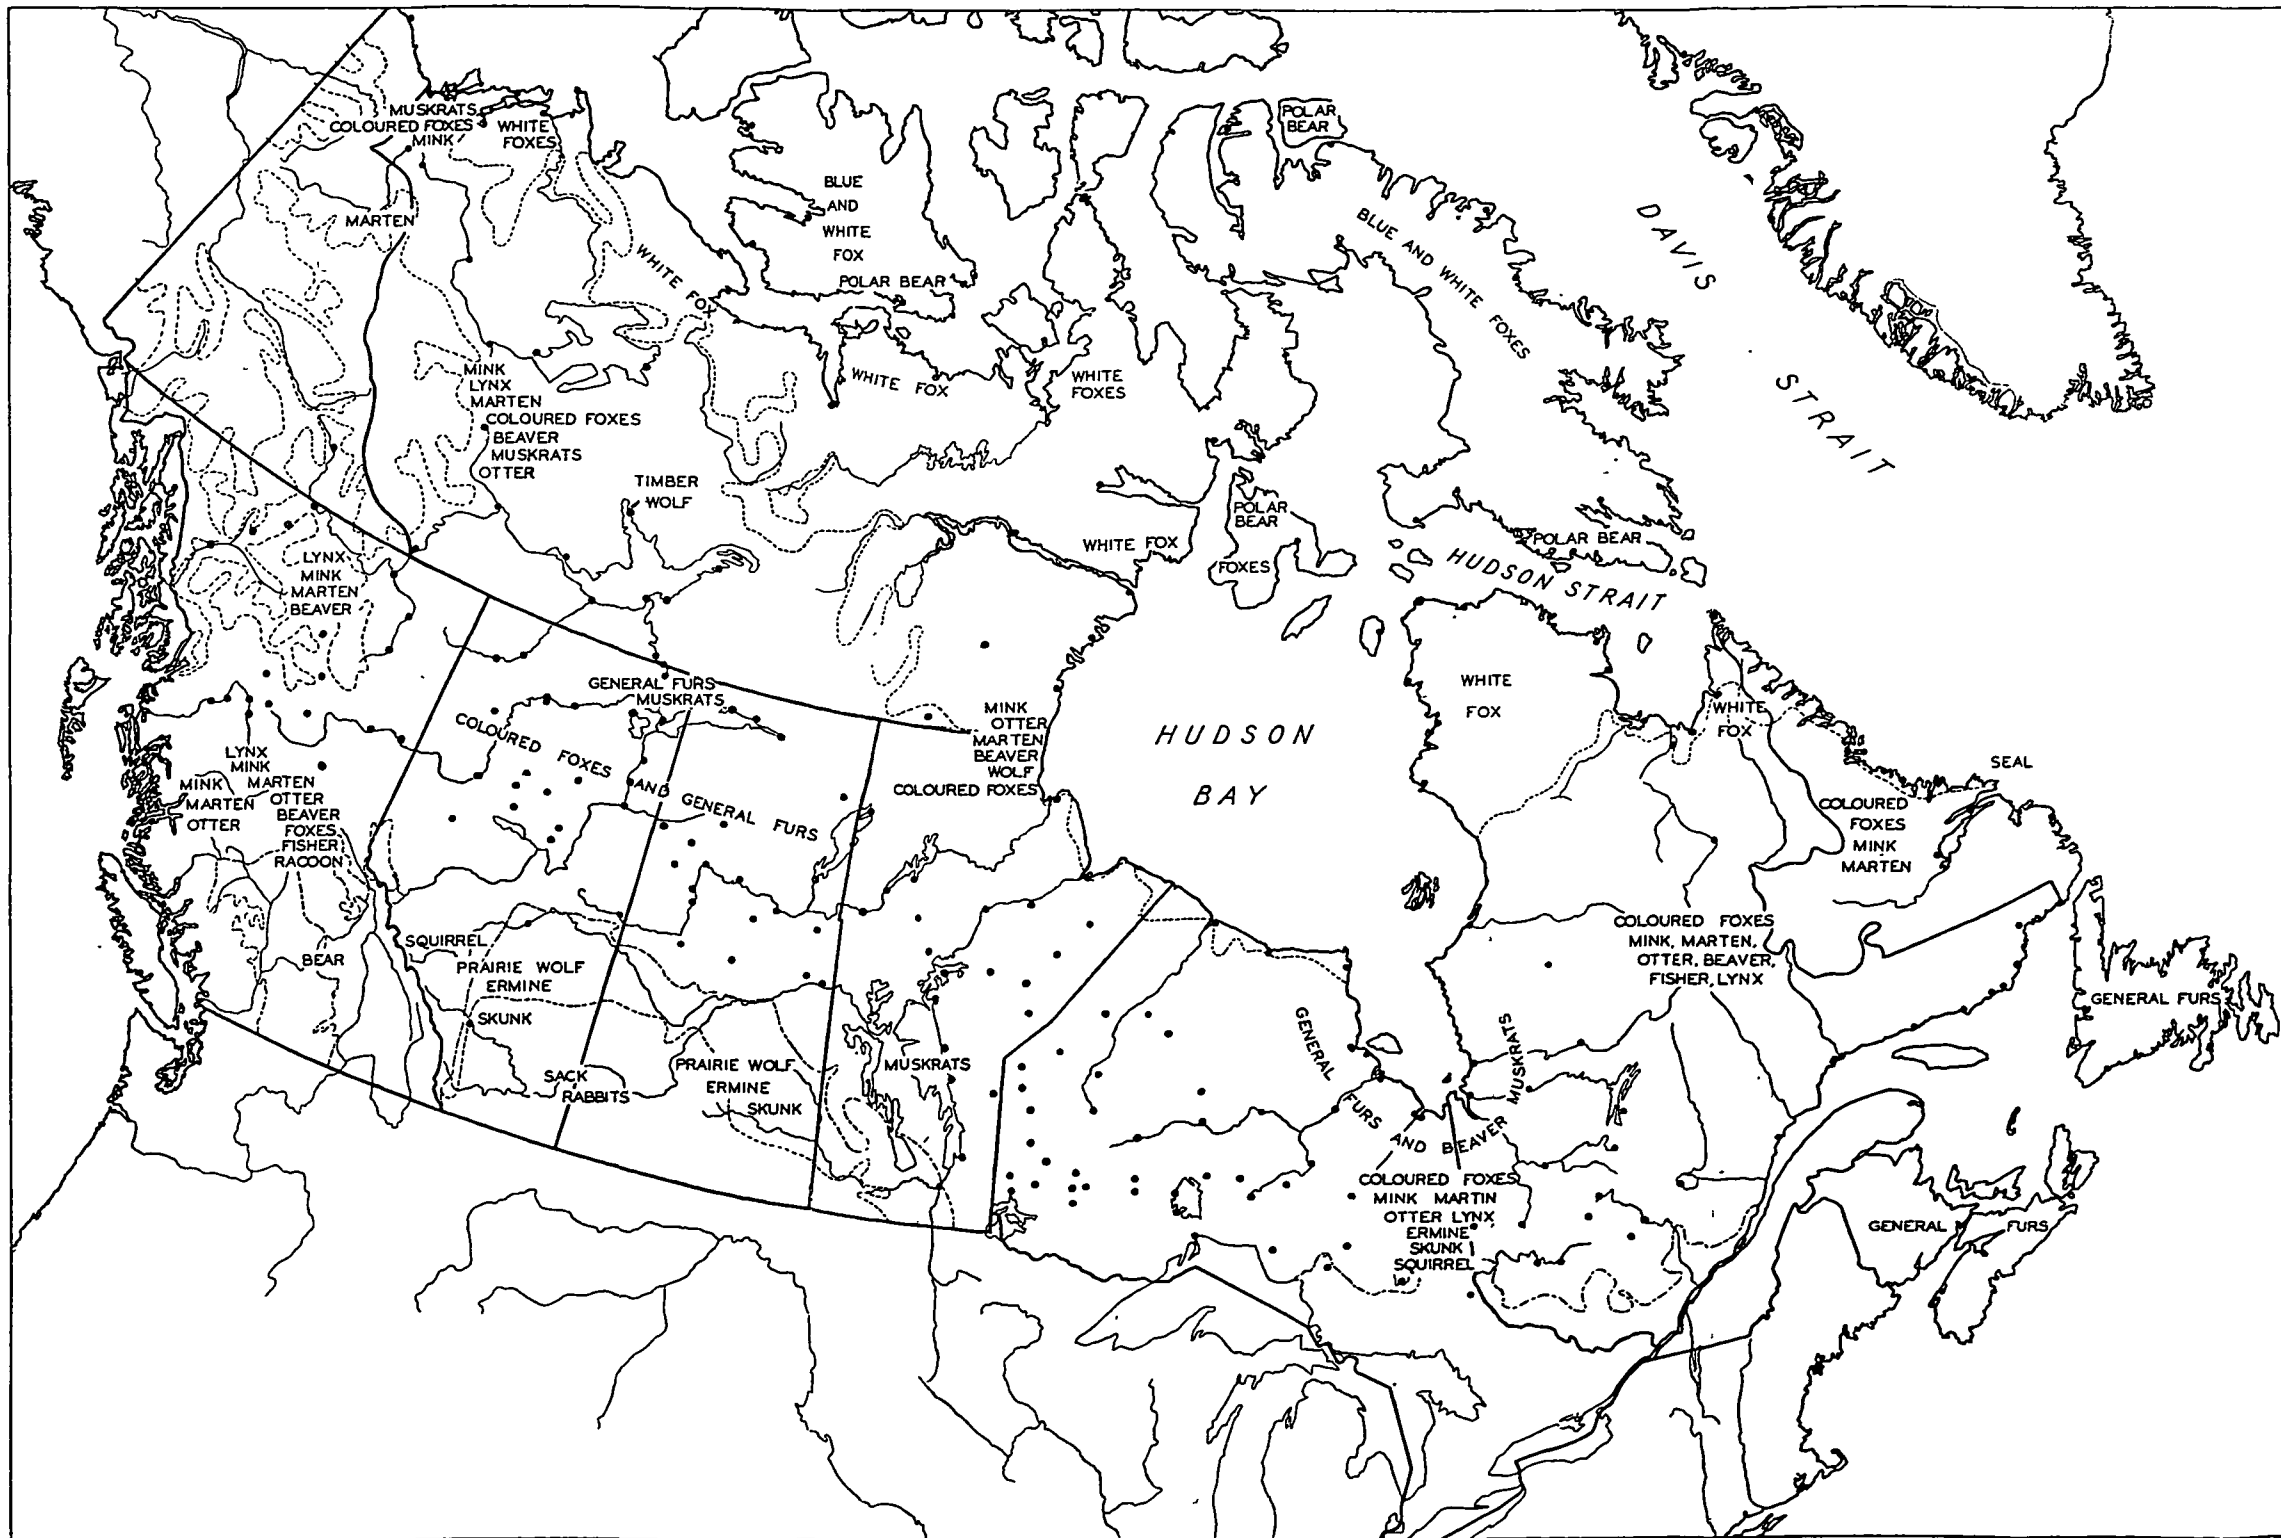 MUSKRATS
COLOURED FOXES
MINK
WHITE
FOXES
MARTEN
BLUE
AND
WHITE
FOX
POLAR BEAR
POLAR
BEAR
BLUE AND WHITE FOXES
DAVIS STRAIT
WHITE FOX
WHITE FOX
WHITE
FOXES
MINK
LYNX
MARTEN
COLOURED FOXES
BEAVER
MUSKRATS
OTTER
TIMBER
WOLF
WHITE FOX
POLAR
BEAR
FOXES
POLAR BEAR
HUDSON STRAIT
LYNX
MINK
MARTEN
BEAVER
GENERAL FURS
MUSKRATS
COLOURED FOXES AND GENERAL FURS
MINK
OTTER
MARTEN
BEAVER
WOLF
COLOURED FOXES
HUDSON
BAY
WHITE
FOX
WHITE
FOX
SEAL
COLOURED
FOXES
MINK
MARTEN
LYNX
MINK
MARTEN
OTTER
BEAVER
FOXES
FISHER
RACOON
MINK
MARTEN
OTTER
BEAR
SQUIRREL
PRAIRIE WOLF
ERMINE
SKUNK
SACK
RABBITS
PRAIRIE WOLF
ERMINE
SKUNK
MUSKRATS
COLOURED FOXES
MINK, MARTEN,
OTTER, BEAVER,
FISHER, LYNX
GENERAL FURS
GENERAL FURS AND BEAVER
MUSKRATS
COLOURED FOXES
MINK MARTIN
OTTER LYNX
ERMINE
SKUNK
SQUIRREL
GENERAL FURS